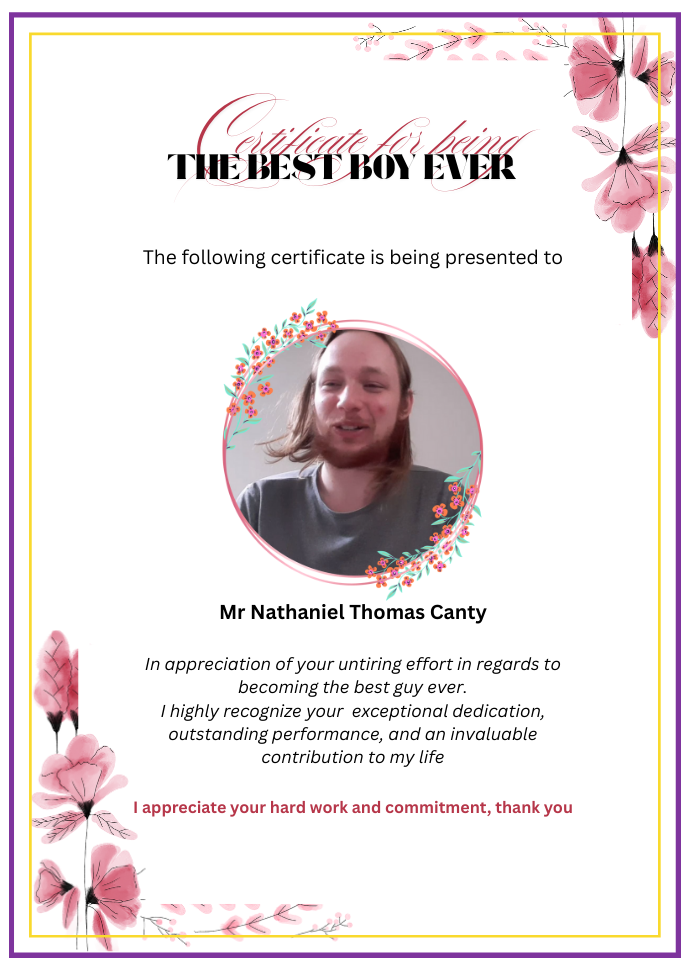 Certificate for being
THE BEST BOY EVER
The following certificate is being presented to
Mr Nathaniel Thomas Canty
In appreciation of your untiring effort in regards to
becoming the best guy ever.
I highly recognize your  exceptional dedication,
outstanding performance, and an invaluable
contribution to my life
I appreciate your hard work and commitment, thank you